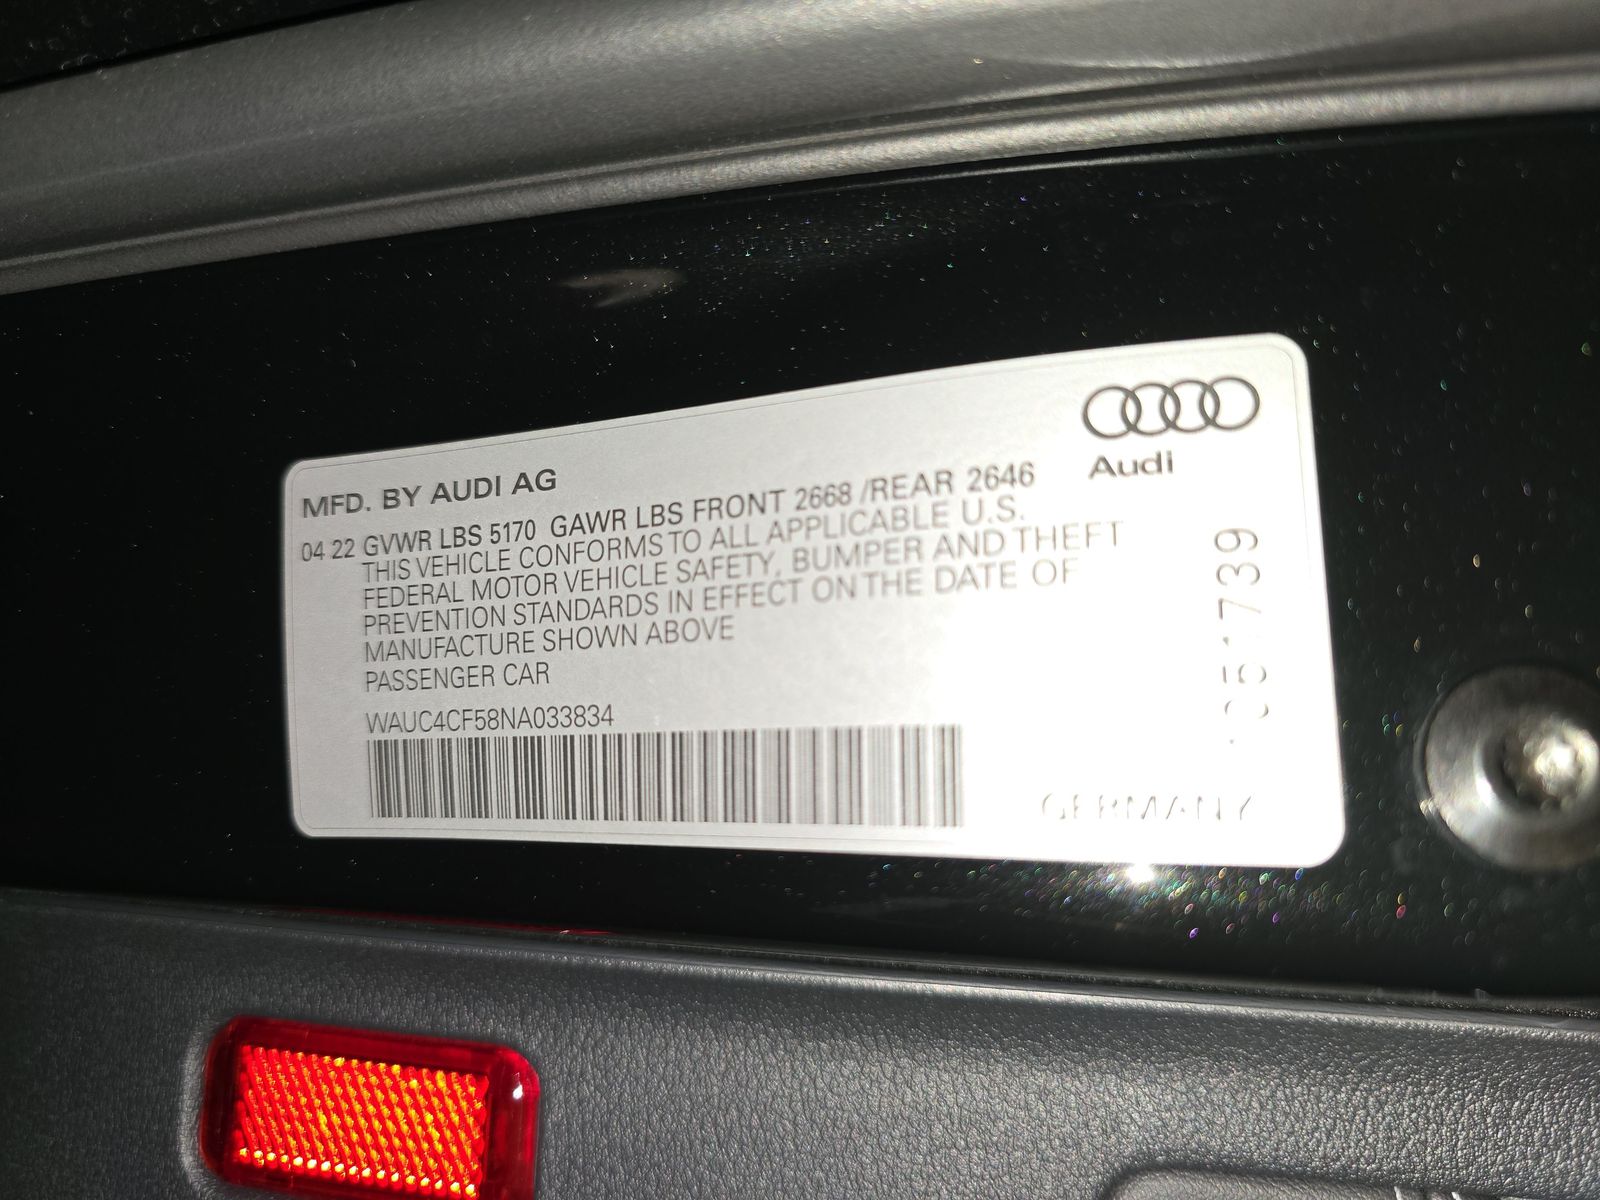 MFD. BY AUDI AG
Audi
04 22 GVWR LBS 5170 GAWR LBS FRONT 2668 /REAR 2646
THIS VEHICLE CONFORMS TO ALL APPLICABLE U.S.
FEDERAL MOTOR VEHICLE SAFETY, BUMPER AND THEFT
PREVENTION STANDARDS IN EFFECT ON THE DATE OF
MANUFACTURE SHOWN ABOVE
PASSENGER CAR
WAUC4CF58NA033834
GERMANY